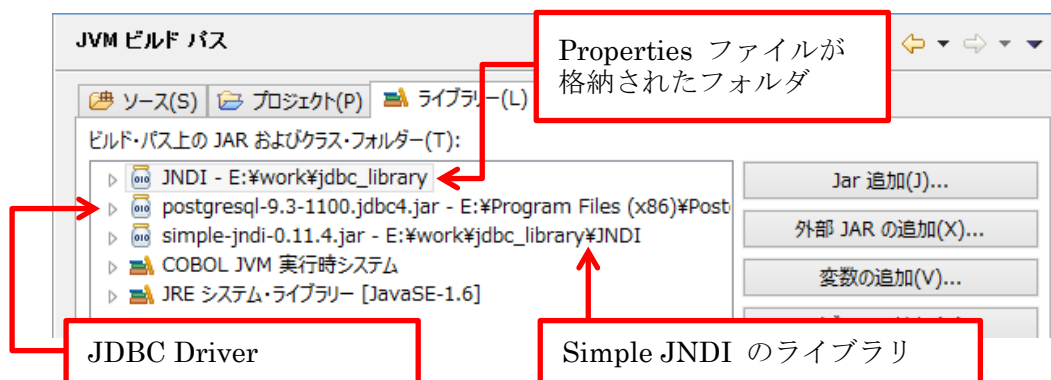 JVM ビルド パス
Properties ファイルが
格納されたフォルダ
ソース(S) プロジェクト(P) ライブラリー(L)
ビルド・パス上の JAR およびクラス・フォルダー(T):
JNDI - E:¥work¥jdbc_library
postgresql-9.3-1100.jdbc4.jar - E:¥Program Files (x86)¥Post
simple-jndi-0.11.4.jar - E:¥work¥jdbc_library¥JNDI
COBOL JVM 実行時システム
JRE システム・ライブラリー [JavaSE-1.6]
Jar 追加(J)...
外部 JAR の追加(X)...
変数の追加(V)...
JDBC Driver
Simple JNDI のライブラリ